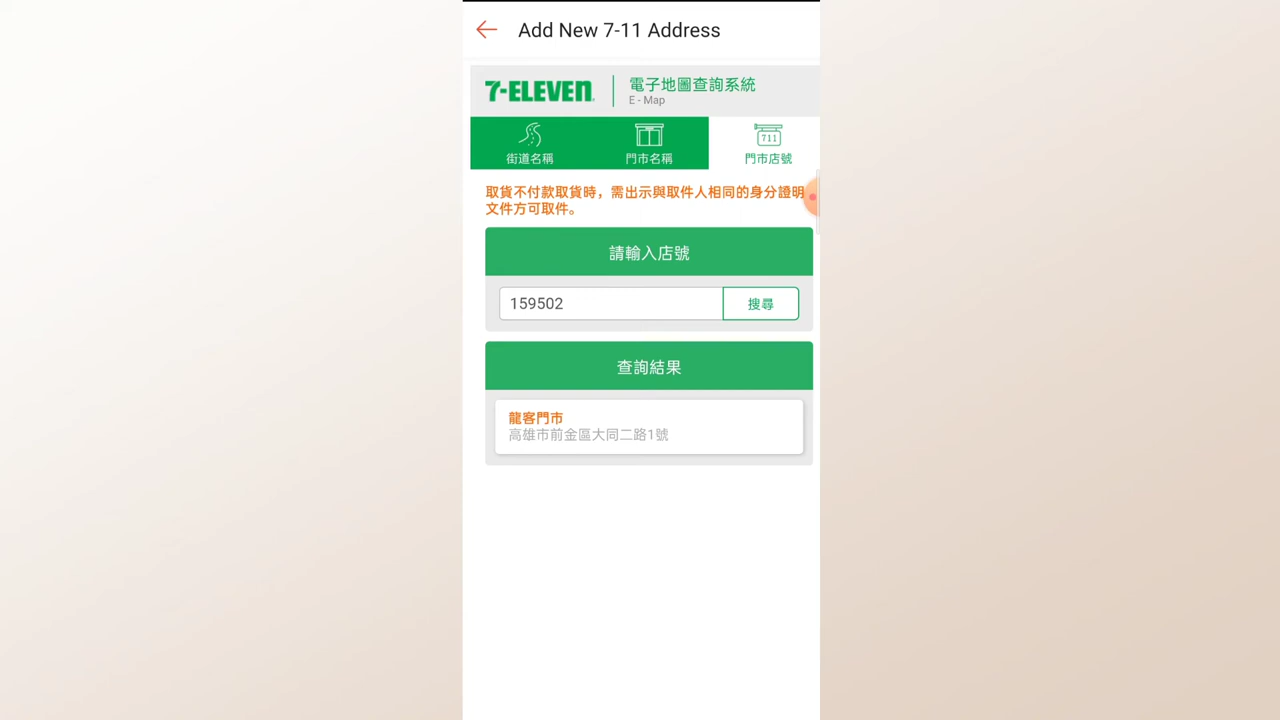 Add New 7-11 Address
7-ELEVEN
電子地圖查詢系統
E - Map
街道名稱
門市名稱
711
門市店號
取貨不付款取貨時，需出示與取件人相同的身分證明
文件方可取件。
請輸入店號
159502
搜尋
查詢結果
龍客門市
高雄市前金區大同二路1號